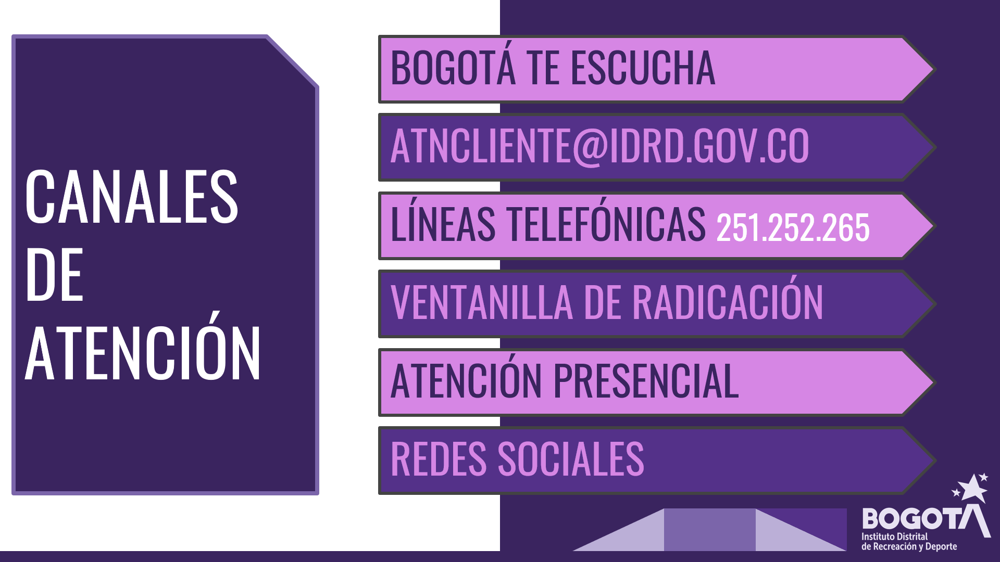 CANALES
DE
ATENCIÓN
BOGOTÁ TE ESCUCHA
ATNCLIENTE@IDRD.GOV.CO
LÍNEAS TELEFÓNICAS 251.252.265
VENTANILLA DE RADICACIÓN
ATENCIÓN PRESENCIAL
REDES SOCIALES
BOGOTÁ
Instituto Distrital
de Recreación y Deporte